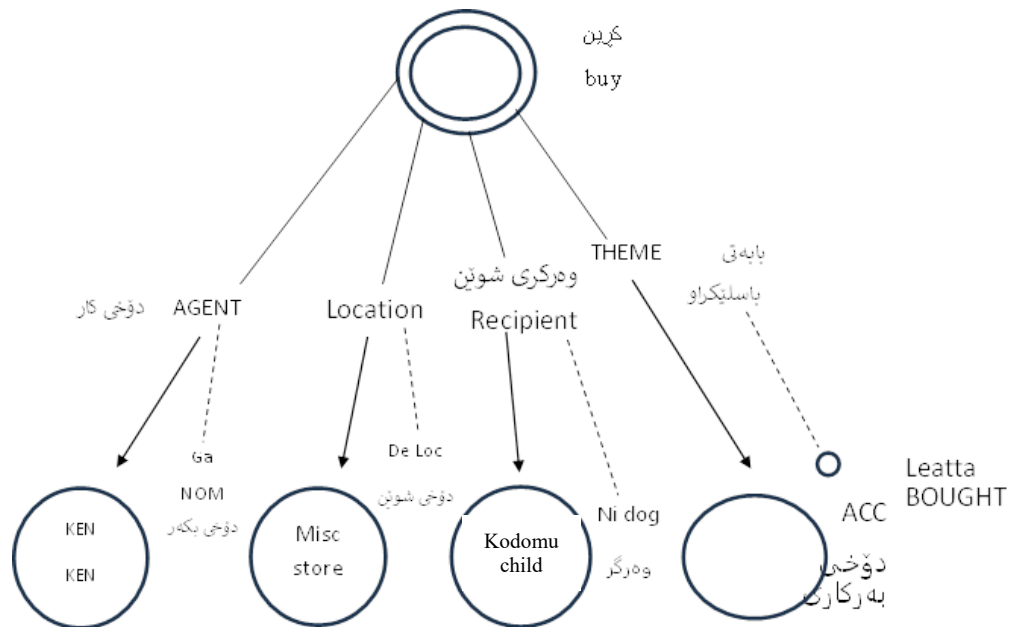 کڕین
buy
THEME
بابەتی
باسلێکراو
وەرکری شوێن
Recipient
Location
AGENT
دۆخی کار
Ga
NOM
دۆخی بکەر
De Loc
دۆخی شوێن
Ni dog
وەرگر
Leatta
BOUGHT
ACC
دۆخی
بەرکاری
KEN
KEN
Misc
store
Kodomu
child